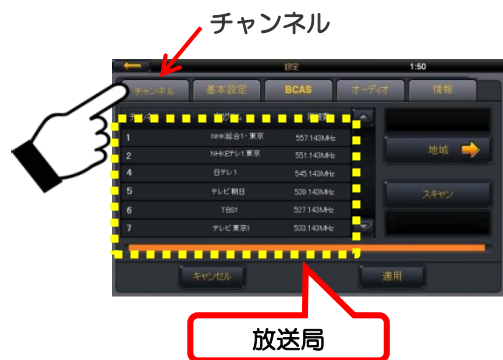 チャンネル
設定 1:50
チャンネル 基本設定 BCAS オーディオ 情報
1 NHK総合1・東京 557.143MHz
2 NHKEテレ1東京 551.143MHz
4 日テレ1 545.143MHz
5 テレビ朝日 539.143MHz
6 TBS1 527.143MHz
7 テレビ東京1 533.143MHz
地域
スキャン
キャンセル 適用
放送局